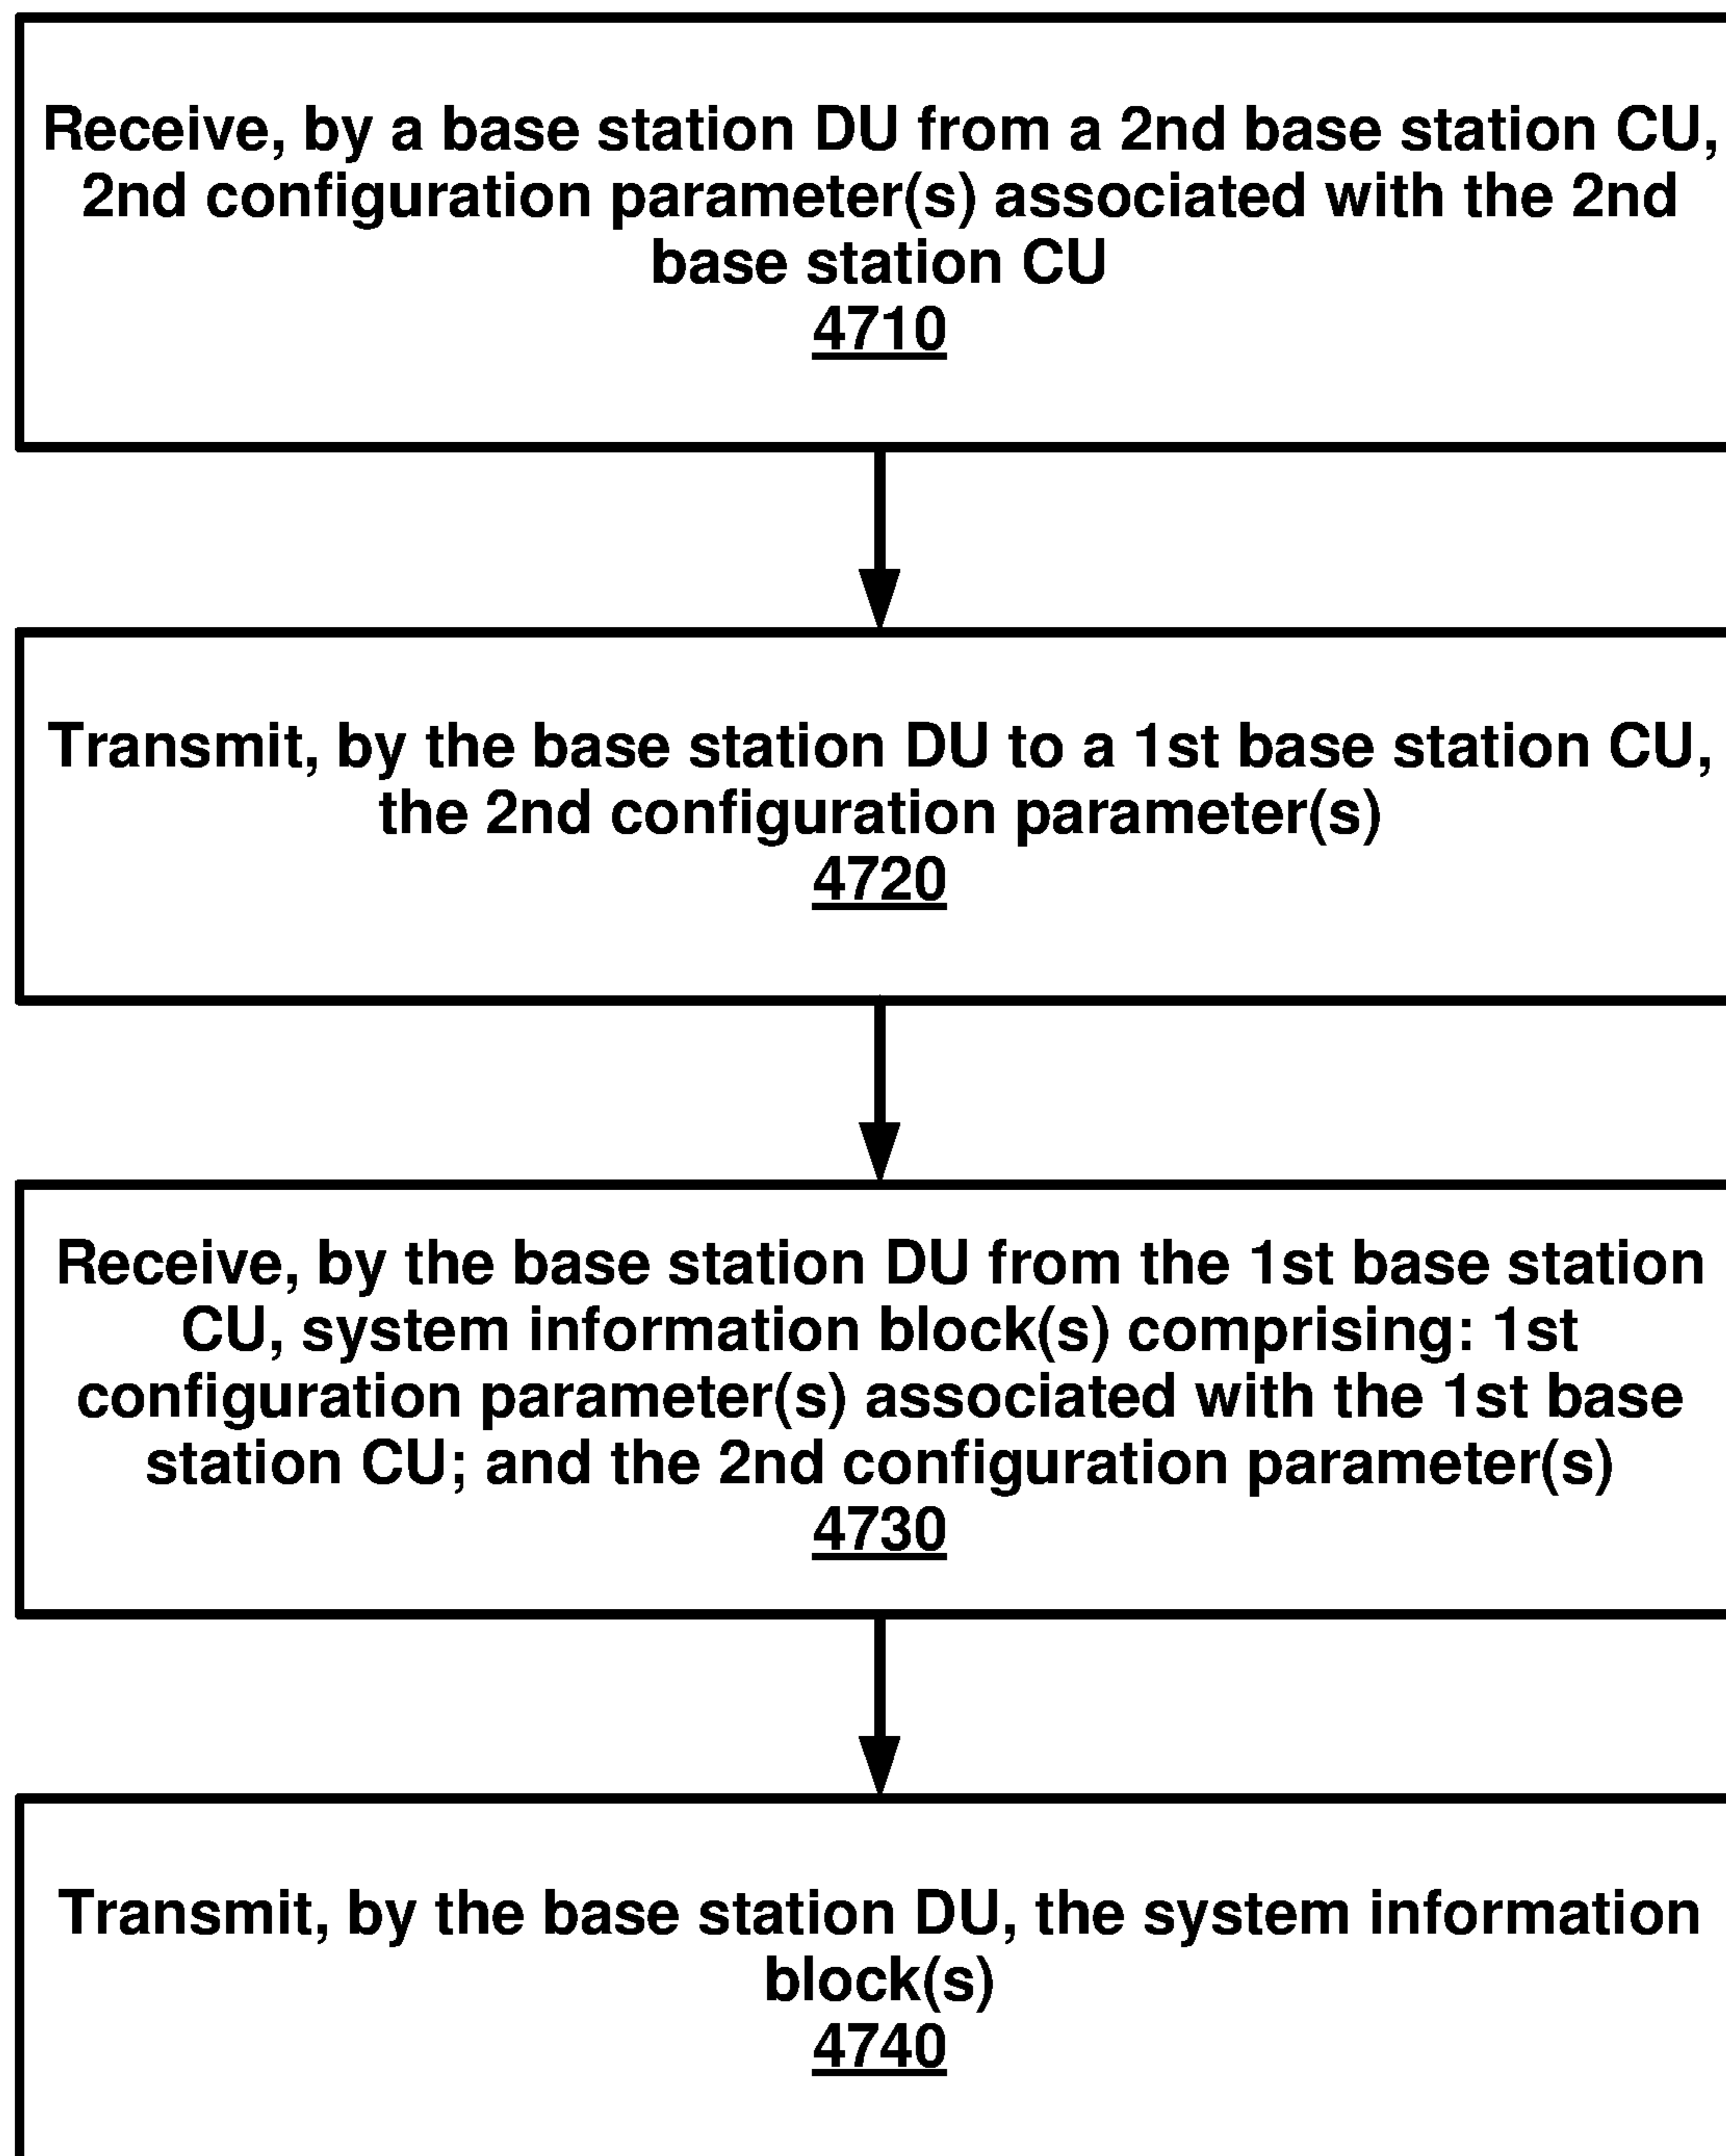 Receive, by a base station DU from a 2nd base station CU,
2nd configuration parameter(s) associated with the 2nd
base station CU
4710
Transmit, by the base station DU to a 1st base station CU,
the 2nd configuration parameter(s)
4720
Receive, by the base station DU from the 1st base station
CU, system information block(s) comprising: 1st
configuration parameter(s) associated with the 1st base
station CU; and the 2nd configuration parameter(s)
4730
Transmit, by the base station DU, the system information
block(s)
4740